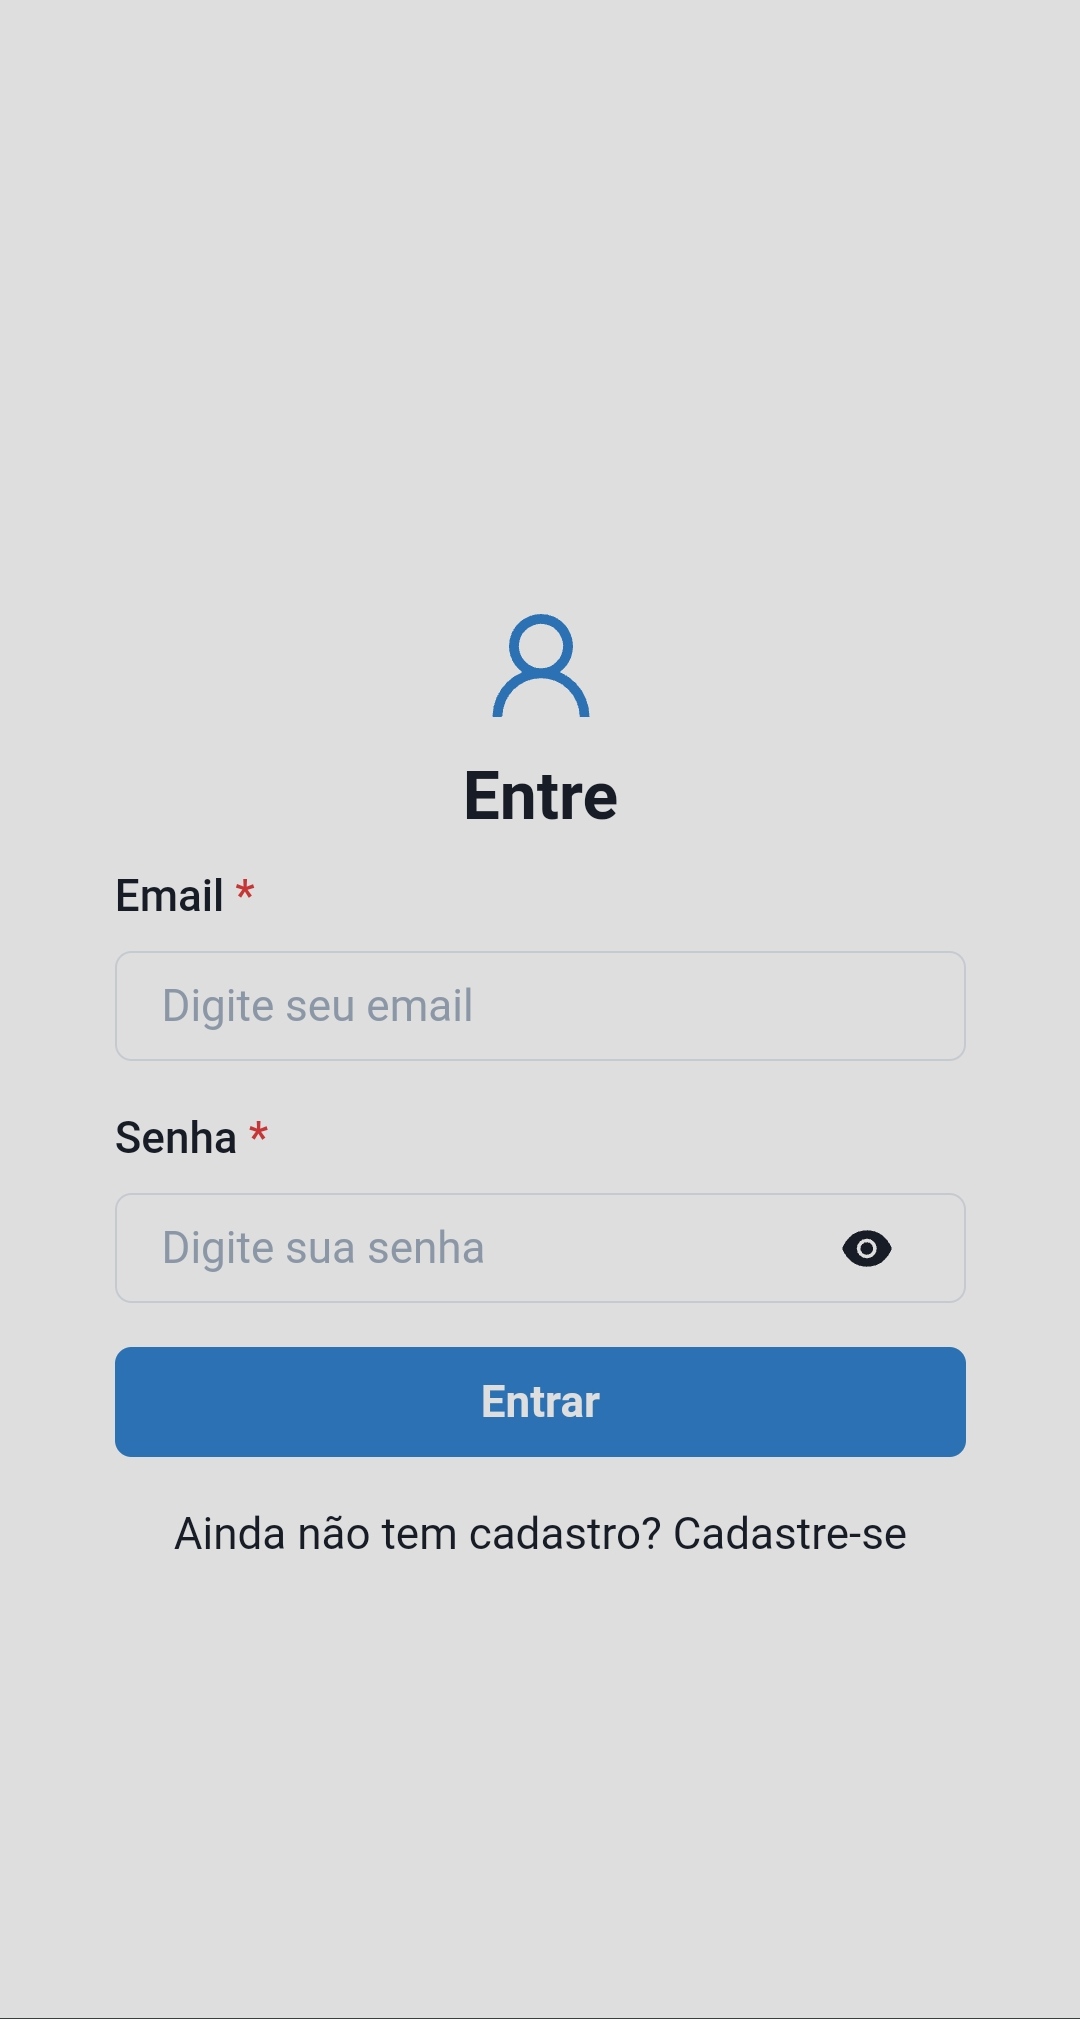 Entre
Email *
Digite seu email
Senha *
Digite sua senha
Entrar
Ainda não tem cadastro? Cadastre-se